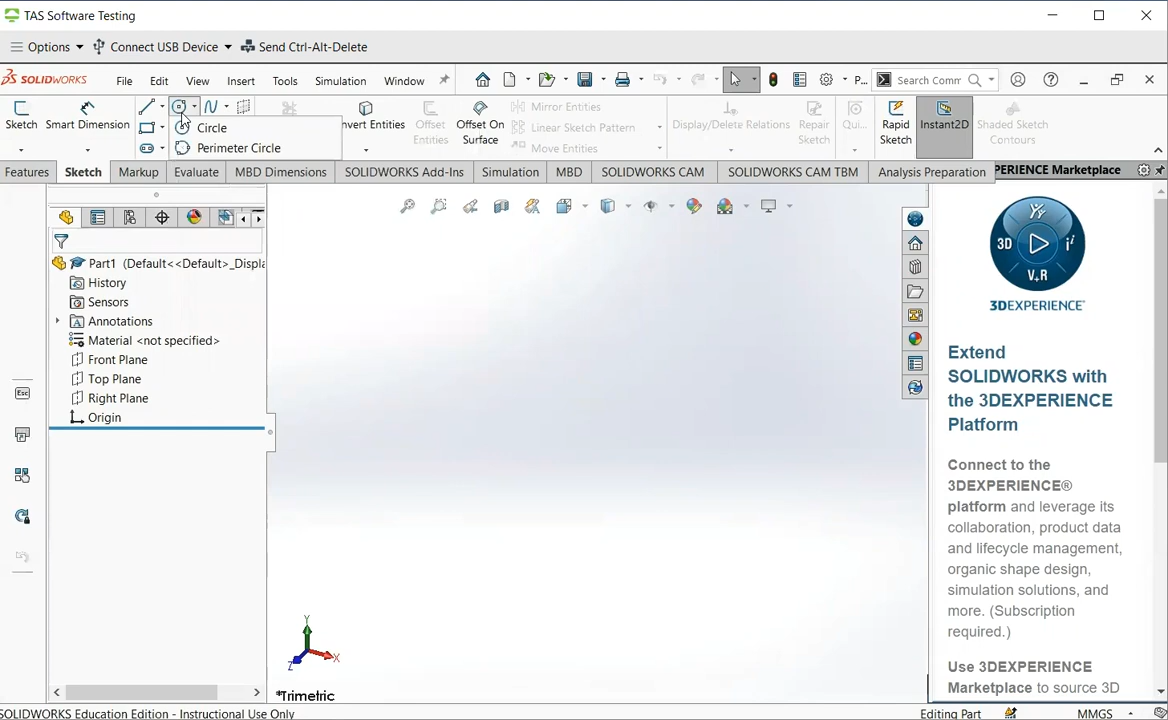 TAS Software Testing
Options
Connect USB Device
Send Ctrl-Alt-Delete
SOLIDWORKS
File
Edit
View
Insert
Tools
Simulation
Window
P...
Search Comm
Sketch
Smart Dimension
Circle
Perimeter Circle
nvert Entities
Offset
Entities
Offset On
Surface
Mirror Entities
Linear Sketch Pattern
Move Entities
Display/Delete Relations
Repair
Sketch
Qui...
Rapid
Sketch
Instant2D
Shaded Sketch
Contours
Features
Sketch
Markup
Evaluate
MBD Dimensions
SOLIDWORKS Add-Ins
Simulation
MBD
SOLIDWORKS CAM
SOLIDWORKS CAM TBM
Analysis Preparation
PERIENCE Marketplace
Part1 (Default<<Default>_Displa
History
Sensors
Annotations
Material <not specified>
Front Plane
Top Plane
Right Plane
Origin
Esc
Y
X
Z
*Trimetric
3D
V+R
3DEXPERIENCE®
Extend
SOLIDWORKS with
the 3DEXPERIENCE
Platform
Connect to the
3DEXPERIENCE®
platform and leverage its
collaboration, product data
and lifecycle management,
organic shape design,
simulation solutions, and
more. (Subscription
required.)
Use 3DEXPERIENCE
Marketplace to source 3D
SOLIDWORKS Education Edition - Instructional Use Only
Editing Part
MMGS